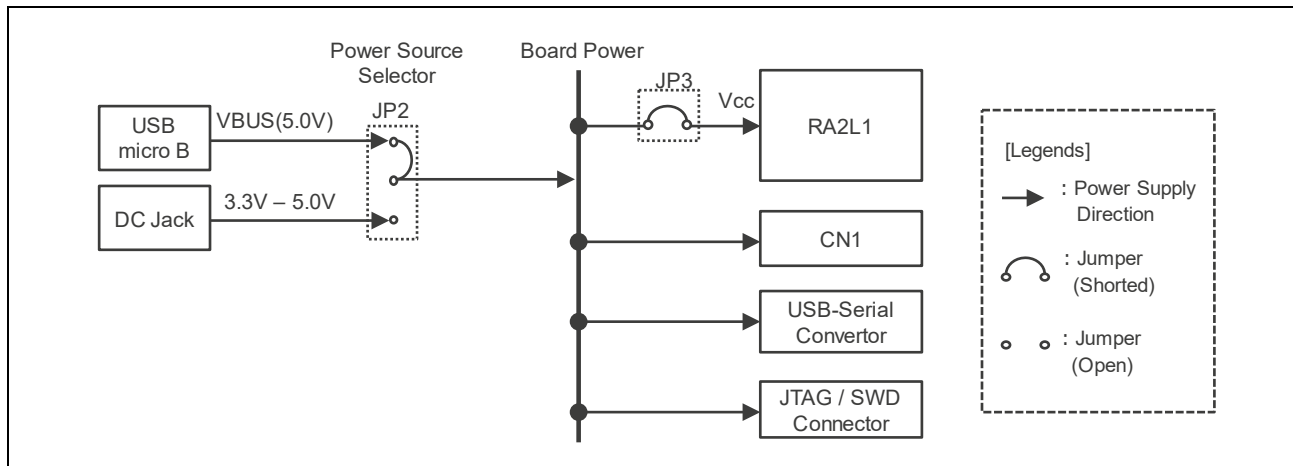 Power Source
Selector
JP2
Board Power
USB
micro B
VBUS(5.0V)
DC Jack
3.3V – 5.0V
JP3
Vcc
RA2L1
CN1
USB-Serial
Convertor
JTAG / SWD
Connector
[Legends]
: Power Supply
Direction
: Jumper
(Shorted)
: Jumper
(Open)